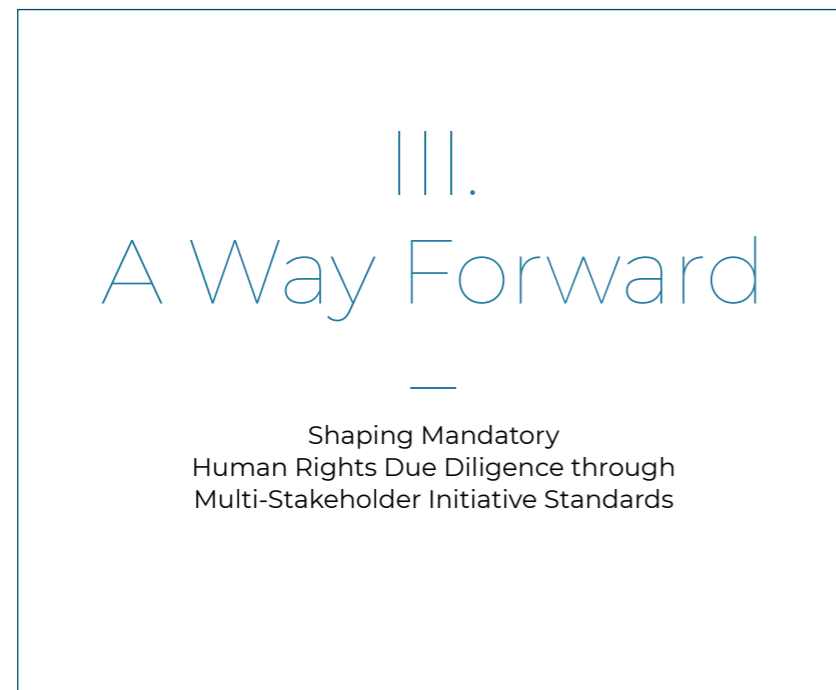 III.
A Way Forward
Shaping Mandatory
Human Rights Due Diligence through
Multi-Stakeholder Initiative Standards